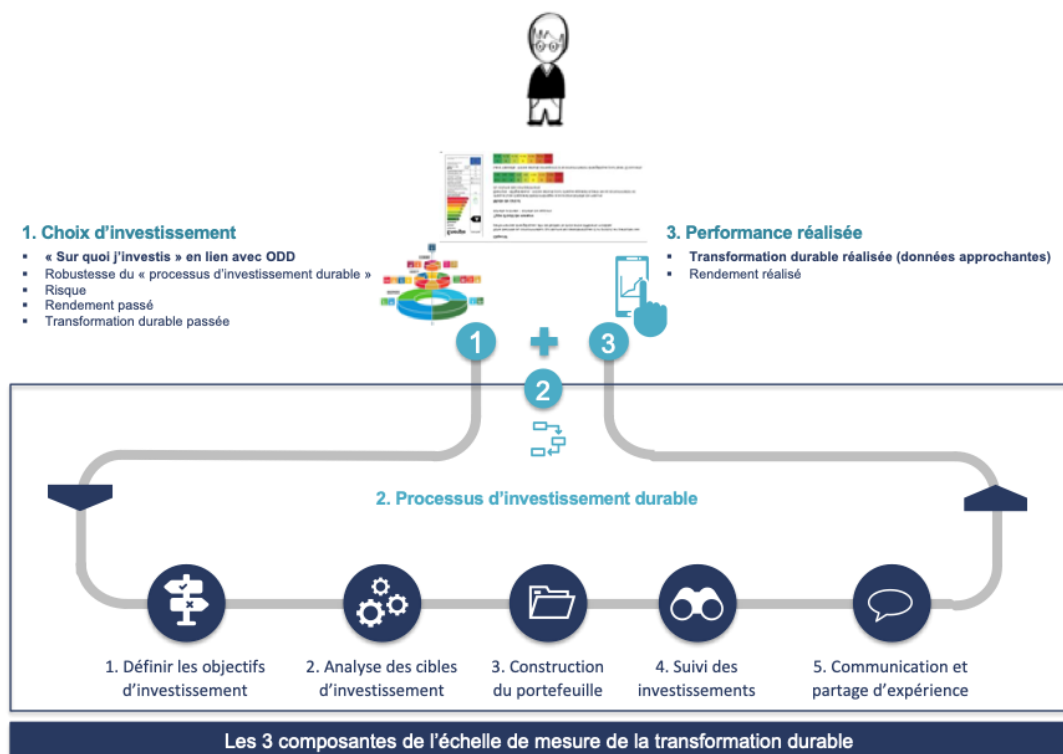 1. Choix d'investissement
▪ « Sur quoi j'investis » en lien avec ODD
▪ Robustesse du « processus d'investissement durable »
▪ Risque
▪ Rendement passé
▪ Transformation durable passée
3. Performance réalisée
▪ Transformation durable réalisée (données approchantes)
▪ Rendement réalisé
1
3
2
2. Processus d'investissement durable
1. Définir les objectifs
d'investissement
2. Analyse des cibles
d'investissement
3. Construction
du portefeuille
4. Suivi des
investissements
5. Communication et
partage d'expérience
Les 3 composantes de l'échelle de mesure de la transformation durable